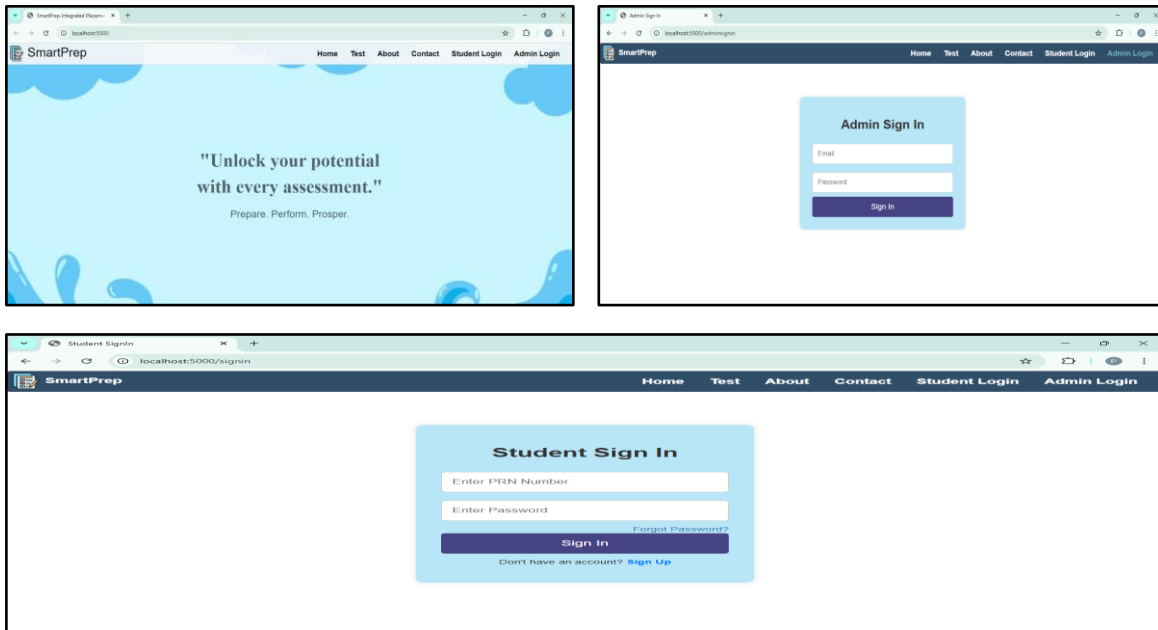 SmartPrep-Integrated Placeme
localhost:5000
SmartPrep
Home Test About Contact Student Login Admin Login
"Unlock your potential
with every assessment."
Prepare. Perform. Prosper.
Admin Sign In
localhost:5000/adminsignin
SmartPrep
Home Test About Contact Student Login Admin Login
Admin Sign In
Email
Password
Sign In
Student SignIn
localhost:5000/signin
SmartPrep
Home Test About Contact Student Login Admin Login
Student Sign In
Enter PRN Number
Enter Password
Forgot Password?
Sign In
Don't have an account? Sign Up